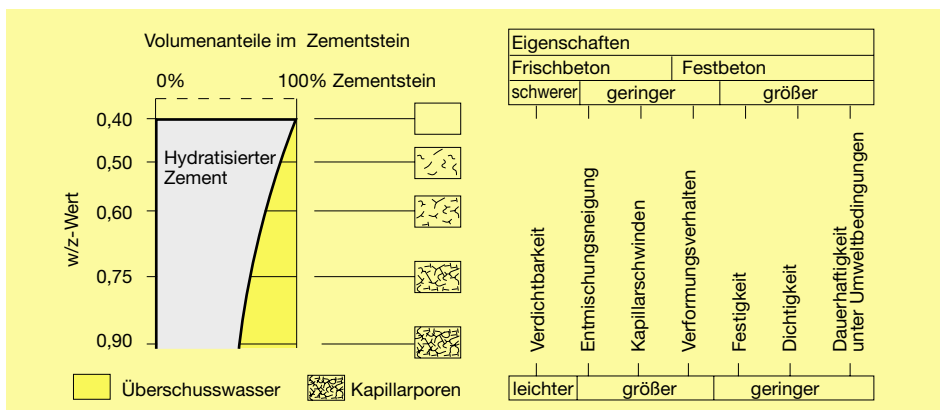 Volumenanteile im Zementstein
0% 100% Zementstein
w/z-Wert
0,40
0,50
0,60
0,75
0,90
Hydratisierter
Zement
Überschusswasser
Kapillarporen
Eigenschaften
Frischbeton Festbeton
schwerer geringer größer
Verdichtbarkeit
Entmischungsneigung
Kapillarschwinden
Verformungsverhalten
Festigkeit
Dichtigkeit
Dauerhaftigkeit
unter Umweltbedingungen
leichter größer geringer